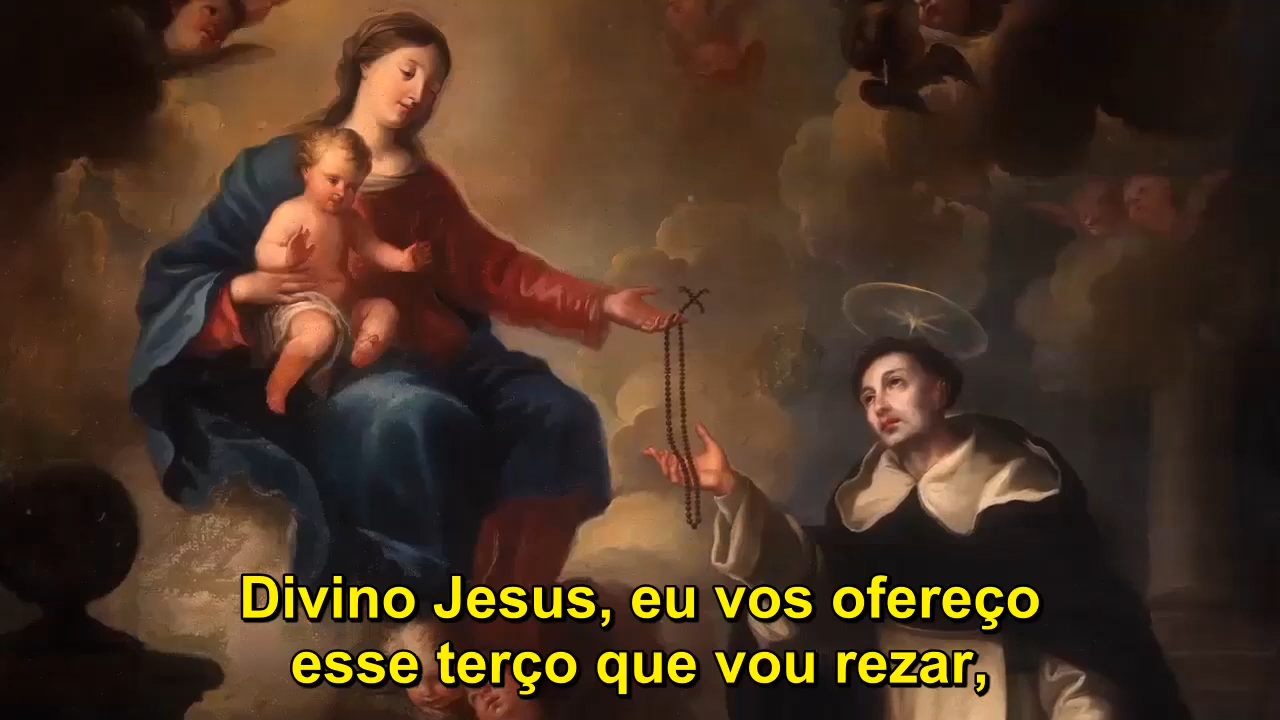 Divino Jesus, eu vos ofereço
esse terço que vou rezar,